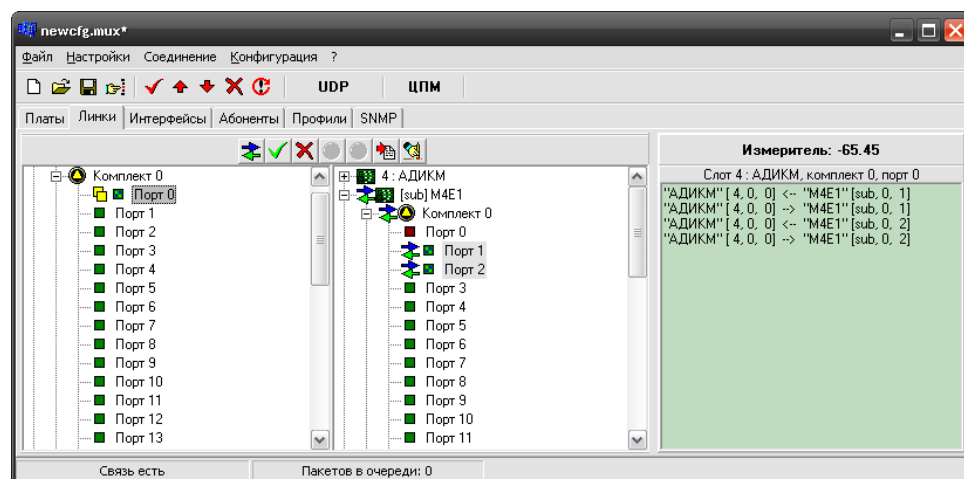 newcfg.mux*
Файл Настройки Соединение Конфигурация ?
UDP ЦПМ
Платы Линки Интерфейсы Абоненты Профили SNMP
Комплект 0
Порт 0
Порт 1
Порт 2
Порт 3
Порт 4
Порт 5
Порт 6
Порт 7
Порт 8
Порт 9
Порт 10
Порт 11
Порт 12
Порт 13
4 : АДИКМ
[sub] M4E1
Комплект 0
Порт 0
Порт 1
Порт 2
Порт 3
Порт 4
Порт 5
Порт 6
Порт 7
Порт 8
Порт 9
Порт 10
Порт 11
Измеритель: -65.45
Слот 4 : АДИКМ, комплект 0, порт 0
"АДИКМ" [ 4, 0, 0] <-- "M4E1" [sub, 0, 1]
"АДИКМ" [ 4, 0, 0] --> "M4E1" [sub, 0, 1]
"АДИКМ" [ 4, 0, 0] <-- "M4E1" [sub, 0, 2]
"АДИКМ" [ 4, 0, 0] --> "M4E1" [sub, 0, 2]
Связь есть
Пакетов в очереди: 0